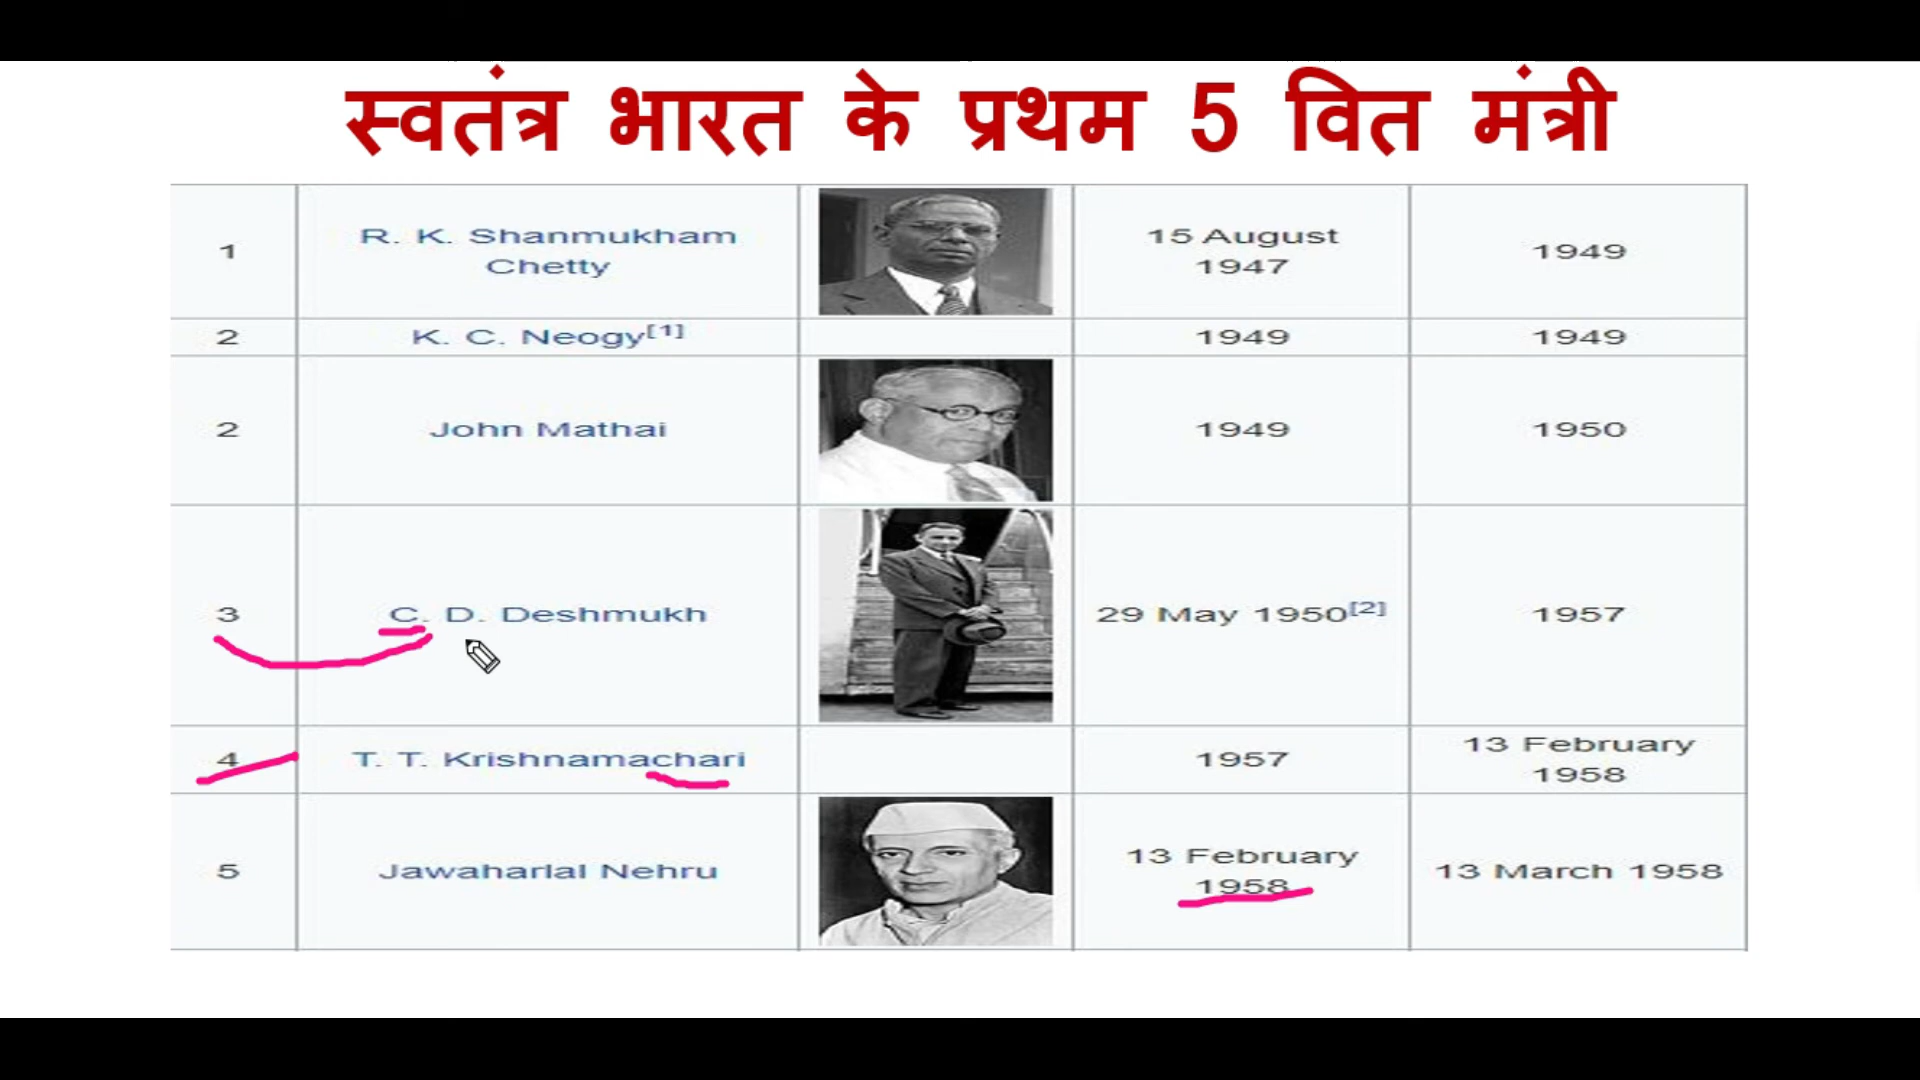 स्वतंत्र भारत के प्रथम 5 वित मंत्री
1 R. K. Shanmukham Chetty 15 August 1947 1949
2 K. C. Neogy[1] 1949 1949
2 John Mathai 1949 1950
3 C. D. Deshmukh 29 May 1950[2] 1957
4 T. T. Krishnamachari 1957 13 February 1958
5 Jawaharlal Nehru 13 February 1958 13 March 1958